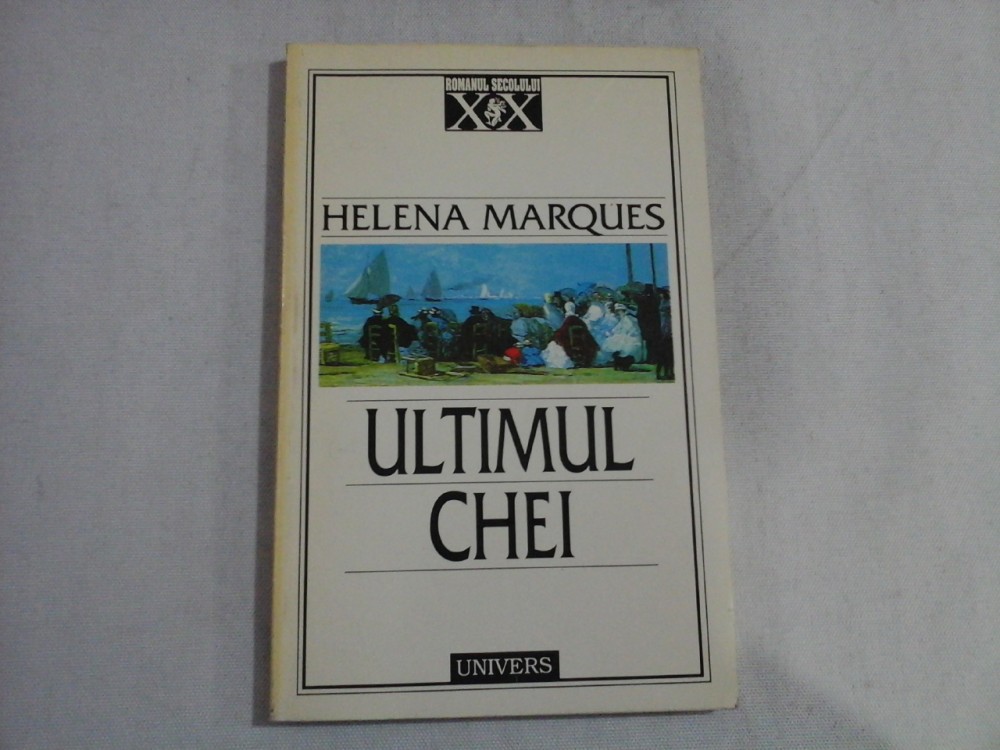 ROMANUL SECOLULUI
XX
HELENA MARQUES
ULTIMUL
CHEI
UNIVERS